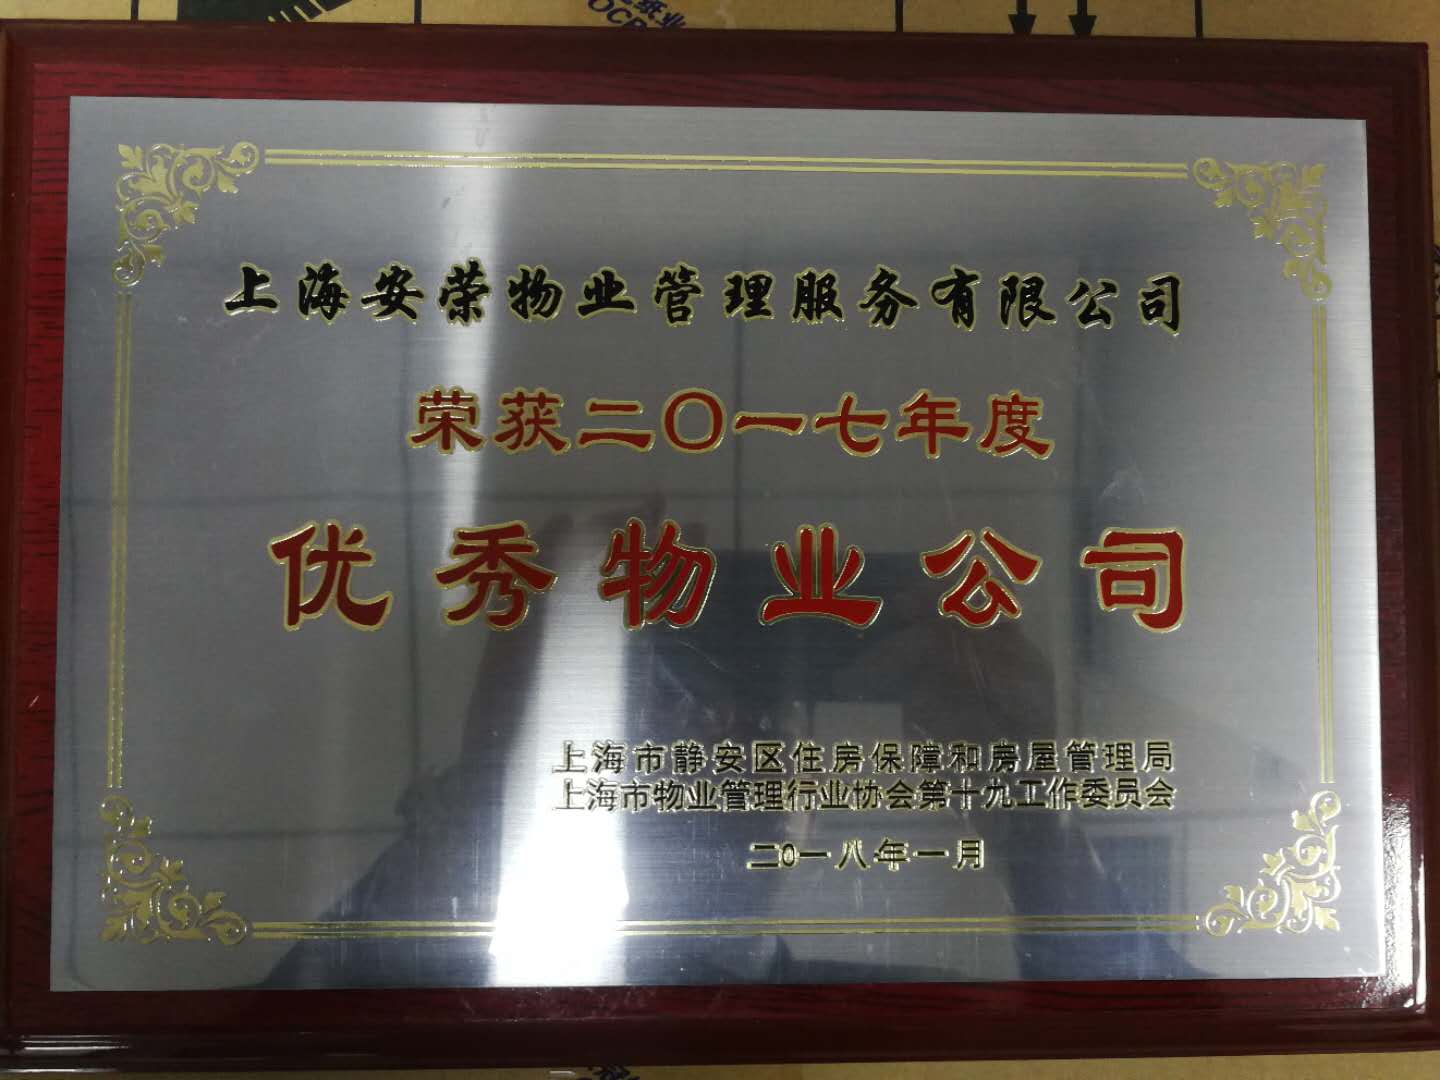 上海安荣物业管理服务有限公司
荣获二〇一七年度
优秀物业公司
上海市静安区住房保障和房屋管理局
上海市物业管理行业协会第十九工作委员会
二〇一八年一月